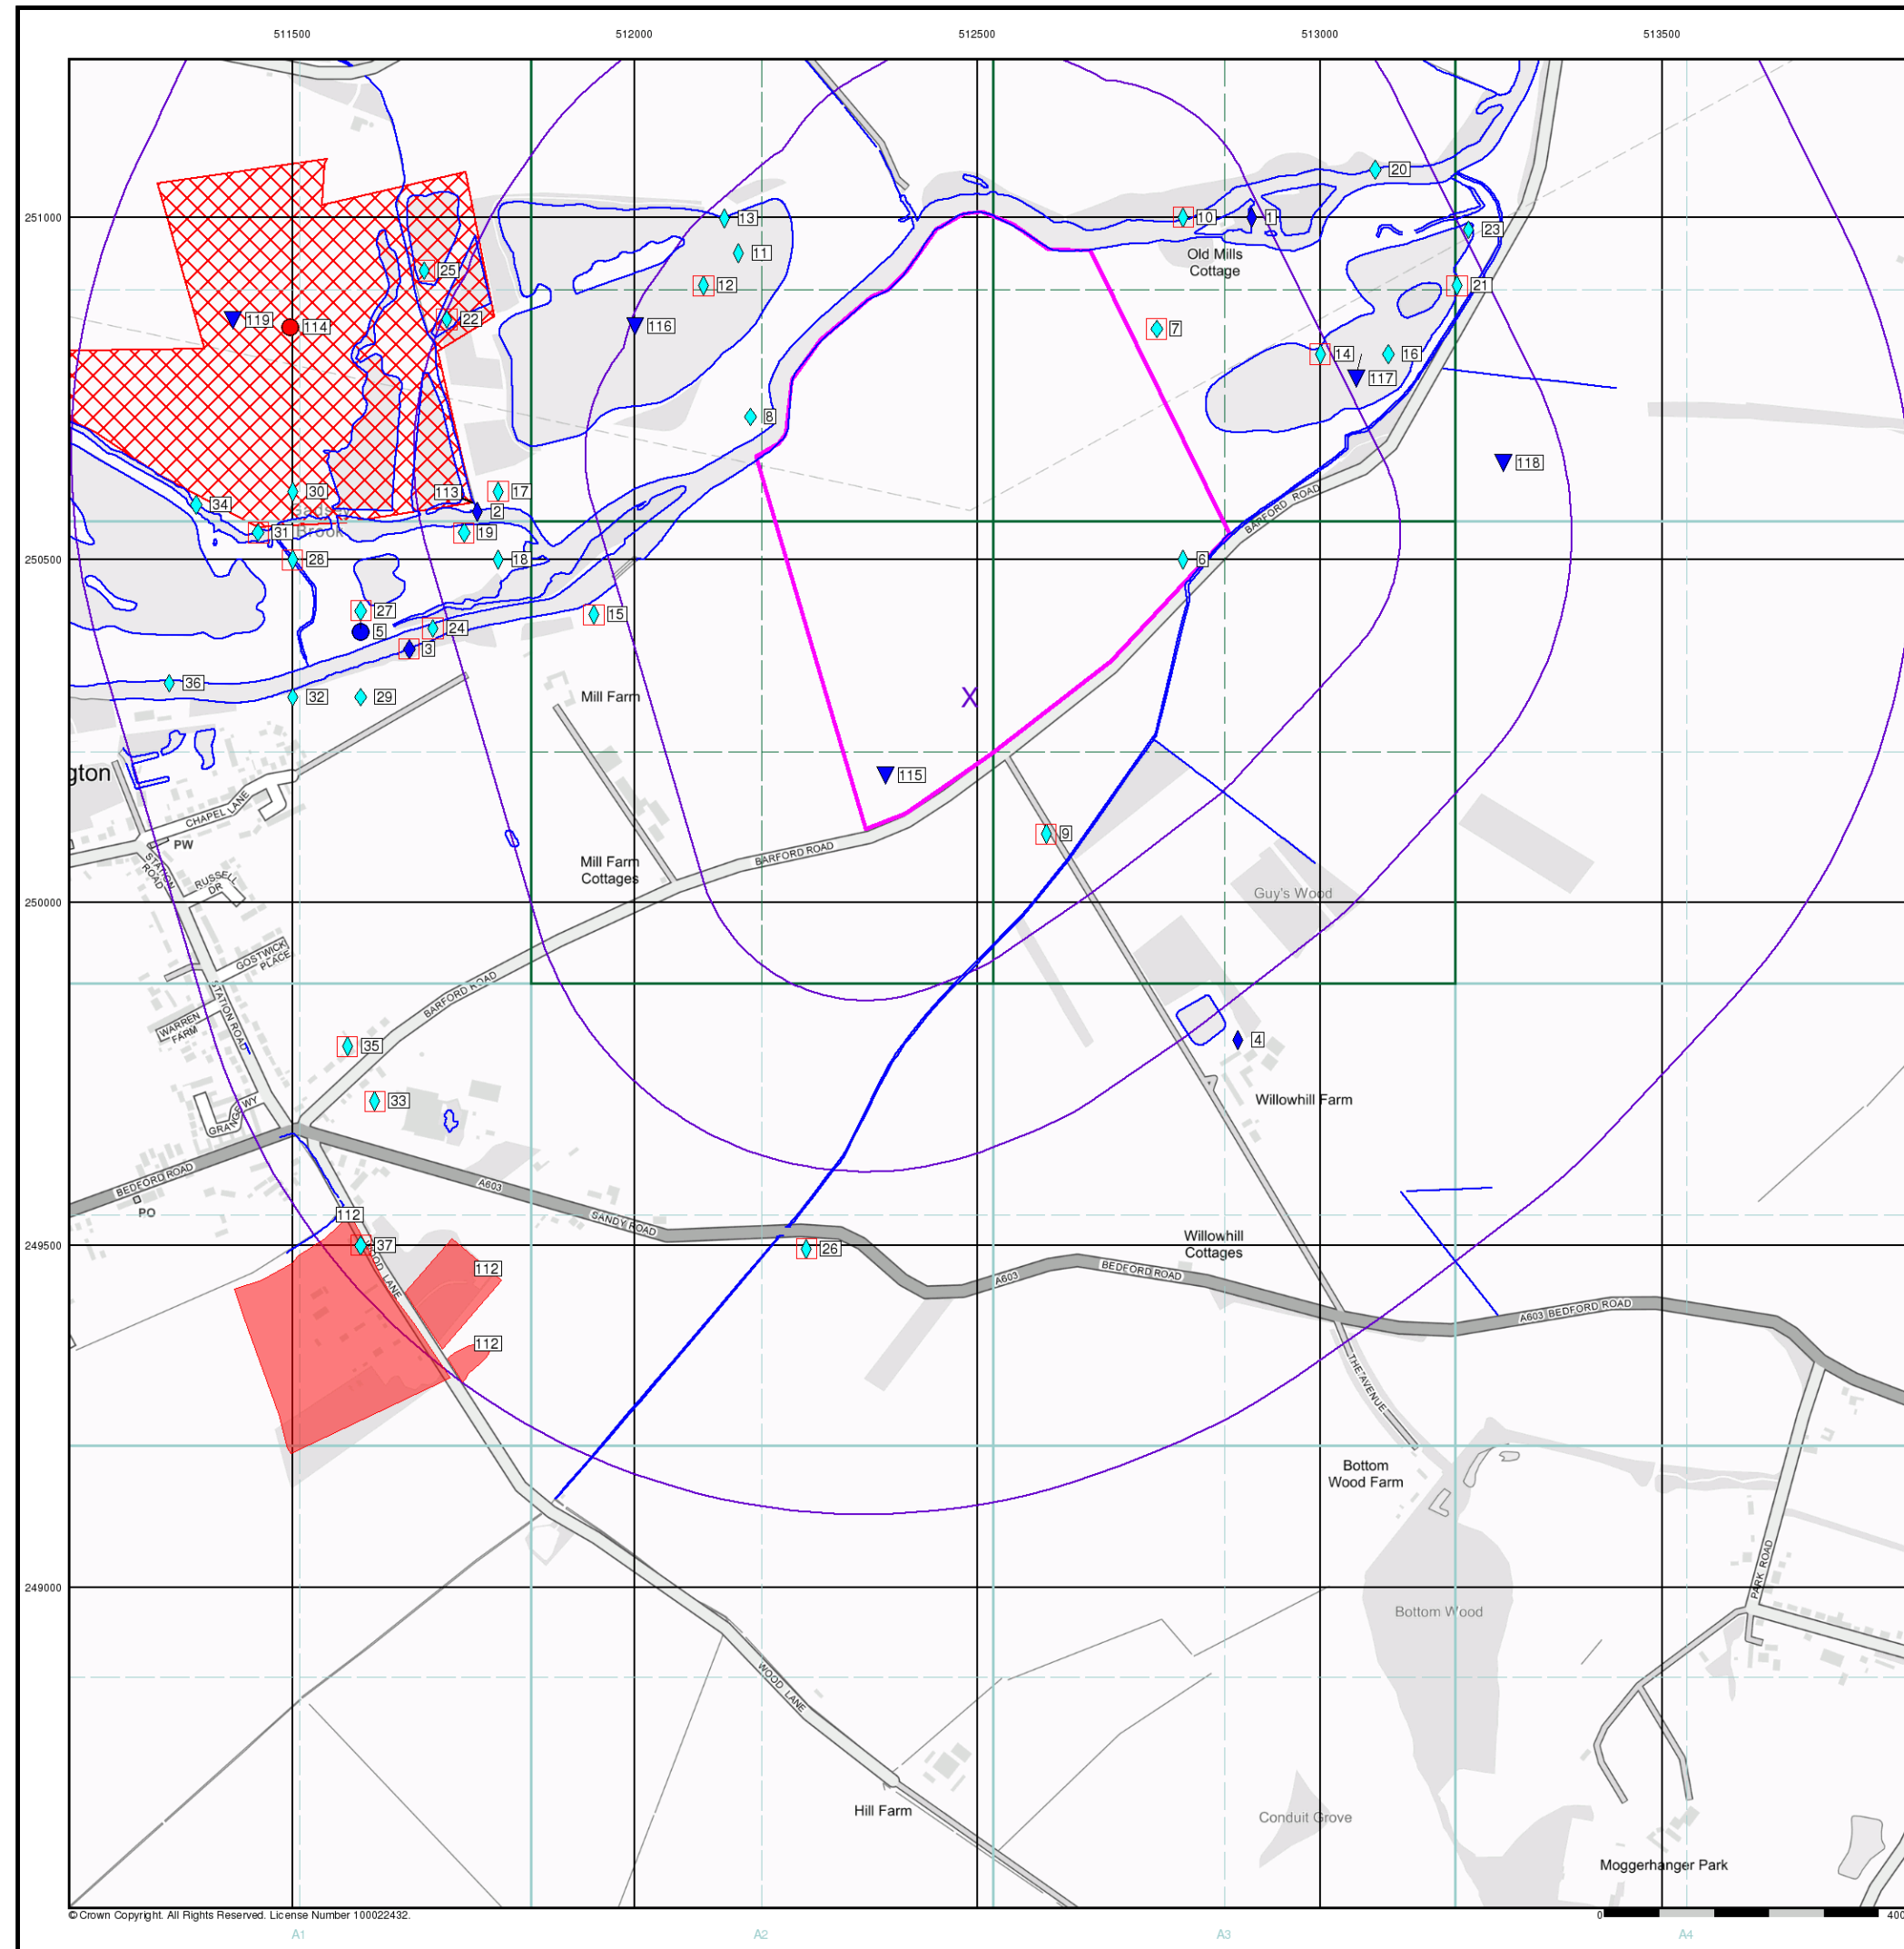 511500 512000 512500 513000 513500
251000
250500
250000
249500
249000
20
13
10
1
23
11
Old Mills
Cottage
25
12
21
119
114
22
116
7
14
16
117
8
118
113
17
30
34
2
BARFORD ROAD
Gadsey
Brook
31
19
28
18
6
27
15
5
24
3
36
32
29
Mill Farm
X
gton
115
CHAPEL LANE
PW
STATION
ROAD
RUSSELL
DR
9
Mill Farm
Cottages
BARFORD ROAD
Guy's Wood
GOSTWICK
PLACE
BARFORD ROAD
STATION ROAD
WARREN
FARM
35
4
33
Willowhill Farm
GRANGE WY
BEDFORD ROAD
A603
PO
112
SANDY ROAD
37
26
Willowhill
Cottages
WOOD LANE
112
A603
BEDFORD ROAD
A603 BEDFORD ROAD
112
THE AVENUE
Bottom
Wood Farm
PARK ROAD
Bottom Wood
WOOD LANE
Hill Farm
Conduit Grove
Moggerhanger Park
© Crown Copyright. All Rights Reserved. License Number 100022432.
0 400
A1 A2 A3 A4